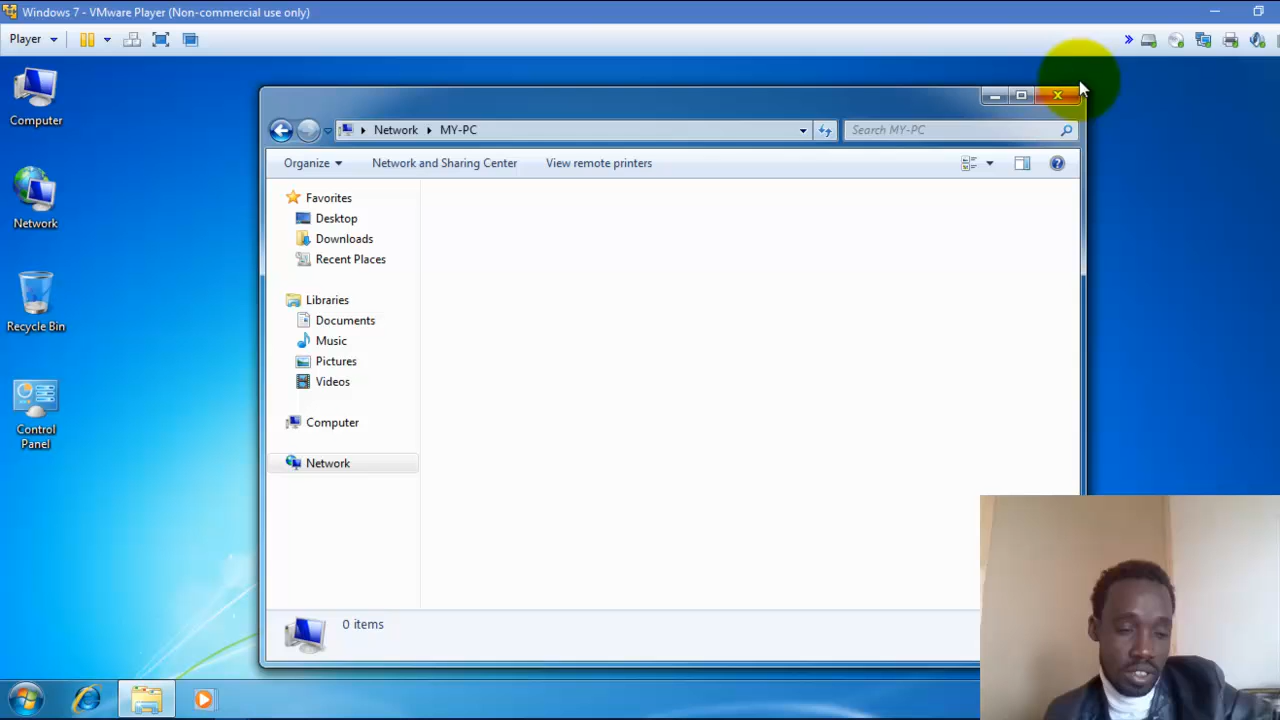 Windows 7 - VMware Player (Non-commercial use only)
Player
Computer
Network
Recycle Bin
Control
Panel
Network MY-PC
Search MY-PC
Organize Network and Sharing Center View remote printers
Favorites
Desktop
Downloads
Recent Places
Libraries
Documents
Music
Pictures
Videos
Computer
Network
0 items